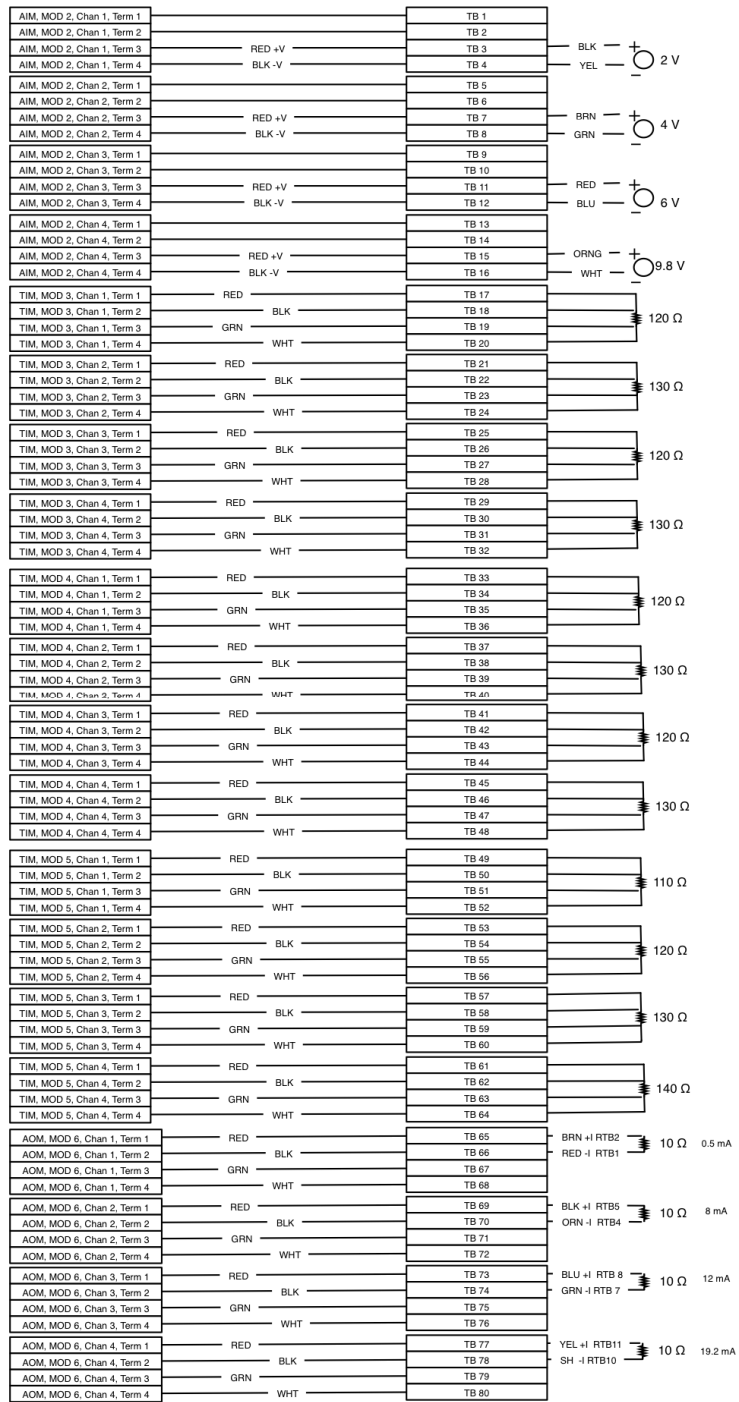 AIM, MOD 2, Chan 1, Term 1 TB 1
AIM, MOD 2, Chan 1, Term 2 TB 2
AIM, MOD 2, Chan 1, Term 3 RED +V TB 3 BLK +
AIM, MOD 2, Chan 1, Term 4 BLK -V TB 4 YEL − 2 V
AIM, MOD 2, Chan 2, Term 1 TB 5
AIM, MOD 2, Chan 2, Term 2 TB 6
AIM, MOD 2, Chan 2, Term 3 RED +V TB 7 BRN +
AIM, MOD 2, Chan 2, Term 4 BLK -V TB 8 GRN − 4 V
AIM, MOD 2, Chan 3, Term 1 TB 9
AIM, MOD 2, Chan 3, Term 2 TB 10
AIM, MOD 2, Chan 3, Term 3 RED +V TB 11 RED +
AIM, MOD 2, Chan 3, Term 4 BLK -V TB 12 BLU − 6 V
AIM, MOD 2, Chan 4, Term 1 TB 13
AIM, MOD 2, Chan 4, Term 2 TB 14
AIM, MOD 2, Chan 4, Term 3 RED +V TB 15 ORNG +
AIM, MOD 2, Chan 4, Term 4 BLK -V TB 16 WHT − 9.8 V
TIM, MOD 3, Chan 1, Term 1 RED TB 17
TIM, MOD 3, Chan 1, Term 2 BLK TB 18 120 Ω
TIM, MOD 3, Chan 1, Term 3 GRN TB 19
TIM, MOD 3, Chan 1, Term 4 WHT TB 20
TIM, MOD 3, Chan 2, Term 1 RED TB 21
TIM, MOD 3, Chan 2, Term 2 BLK TB 22 130 Ω
TIM, MOD 3, Chan 2, Term 3 GRN TB 23
TIM, MOD 3, Chan 2, Term 4 WHT TB 24
TIM, MOD 3, Chan 3, Term 1 RED TB 25
TIM, MOD 3, Chan 3, Term 2 BLK TB 26 120 Ω
TIM, MOD 3, Chan 3, Term 3 GRN TB 27
TIM, MOD 3, Chan 3, Term 4 WHT TB 28
TIM, MOD 3, Chan 4, Term 1 RED TB 29
TIM, MOD 3, Chan 4, Term 2 BLK TB 30 130 Ω
TIM, MOD 3, Chan 4, Term 3 GRN TB 31
TIM, MOD 3, Chan 4, Term 4 WHT TB 32
TIM, MOD 4, Chan 1, Term 1 RED TB 33
TIM, MOD 4, Chan 1, Term 2 BLK TB 34 120 Ω
TIM, MOD 4, Chan 1, Term 3 GRN TB 35
TIM, MOD 4, Chan 1, Term 4 WHT TB 36
TIM, MOD 4, Chan 2, Term 1 RED TB 37
TIM, MOD 4, Chan 2, Term 2 BLK TB 38 130 Ω
TIM, MOD 4, Chan 2, Term 3 GRN TB 39
TIM, MOD 4, Chan 2, Term 4 WHT TB 40
TIM, MOD 4, Chan 3, Term 1 RED TB 41
TIM, MOD 4, Chan 3, Term 2 BLK TB 42 120 Ω
TIM, MOD 4, Chan 3, Term 3 GRN TB 43
TIM, MOD 4, Chan 3, Term 4 WHT TB 44
TIM, MOD 4, Chan 4, Term 1 RED TB 45
TIM, MOD 4, Chan 4, Term 2 BLK TB 46 130 Ω
TIM, MOD 4, Chan 4, Term 3 GRN TB 47
TIM, MOD 4, Chan 4, Term 4 WHT TB 48
TIM, MOD 5, Chan 1, Term 1 RED TB 49
TIM, MOD 5, Chan 1, Term 2 BLK TB 50 110 Ω
TIM, MOD 5, Chan 1, Term 3 GRN TB 51
TIM, MOD 5, Chan 1, Term 4 WHT TB 52
TIM, MOD 5, Chan 2, Term 1 RED TB 53
TIM, MOD 5, Chan 2, Term 2 BLK TB 54 120 Ω
TIM, MOD 5, Chan 2, Term 3 GRN TB 55
TIM, MOD 5, Chan 2, Term 4 WHT TB 56
TIM, MOD 5, Chan 3, Term 1 RED TB 57
TIM, MOD 5, Chan 3, Term 2 BLK TB 58 130 Ω
TIM, MOD 5, Chan 3, Term 3 GRN TB 59
TIM, MOD 5, Chan 3, Term 4 WHT TB 60
TIM, MOD 5, Chan 4, Term 1 RED TB 61
TIM, MOD 5, Chan 4, Term 2 BLK TB 62 140 Ω
TIM, MOD 5, Chan 4, Term 3 GRN TB 63
TIM, MOD 5, Chan 4, Term 4 WHT TB 64
AOM, MOD 6, Chan 1, Term 1 RED TB 65 BRN +I RTB2 10 Ω 0.5 mA
AOM, MOD 6, Chan 1, Term 2 BLK TB 66 RED -I RTB1
AOM, MOD 6, Chan 1, Term 3 GRN TB 67
AOM, MOD 6, Chan 1, Term 4 WHT TB 68
AOM, MOD 6, Chan 2, Term 1 RED TB 69 BLK +I RTB5 10 Ω 8 mA
AOM, MOD 6, Chan 2, Term 2 BLK TB 70 ORN -I RTB4
AOM, MOD 6, Chan 2, Term 3 GRN TB 71
AOM, MOD 6, Chan 2, Term 4 WHT TB 72
AOM, MOD 6, Chan 3, Term 1 RED TB 73 BLU +I RTB 8 10 Ω 12 mA
AOM, MOD 6, Chan 3, Term 2 BLK TB 74 GRN -I RTB 7
AOM, MOD 6, Chan 3, Term 3 GRN TB 75
AOM, MOD 6, Chan 3, Term 4 WHT TB 76
AOM, MOD 6, Chan 4, Term 1 RED TB 77 YEL +I RTB11 10 Ω 19.2 mA
AOM, MOD 6, Chan 4, Term 2 BLK TB 78 SH -I RTB10
AOM, MOD 6, Chan 4, Term 3 GRN TB 79
AOM, MOD 6, Chan 4, Term 4 WHT TB 80